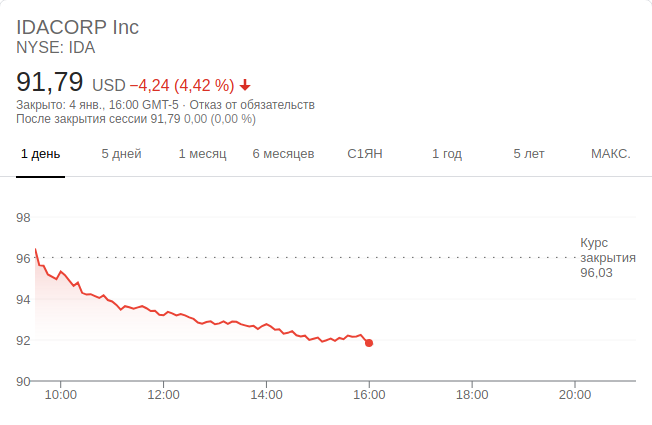 IDACORP Inc
NYSE: IDA
91,79 USD −4,24 (4,42 %)
Закрыто: 4 янв., 16:00 GMT-5 · Отказ от обязательств
После закрытия сессии 91,79 0,00 (0,00 %)
1 день 5 дней 1 месяц 6 месяцев С1ЯН 1 год 5 лет МАКС.
98
Курс
96 закрытия
96,03
94
92
90
10:00 12:00 14:00 16:00 18:00 20:00